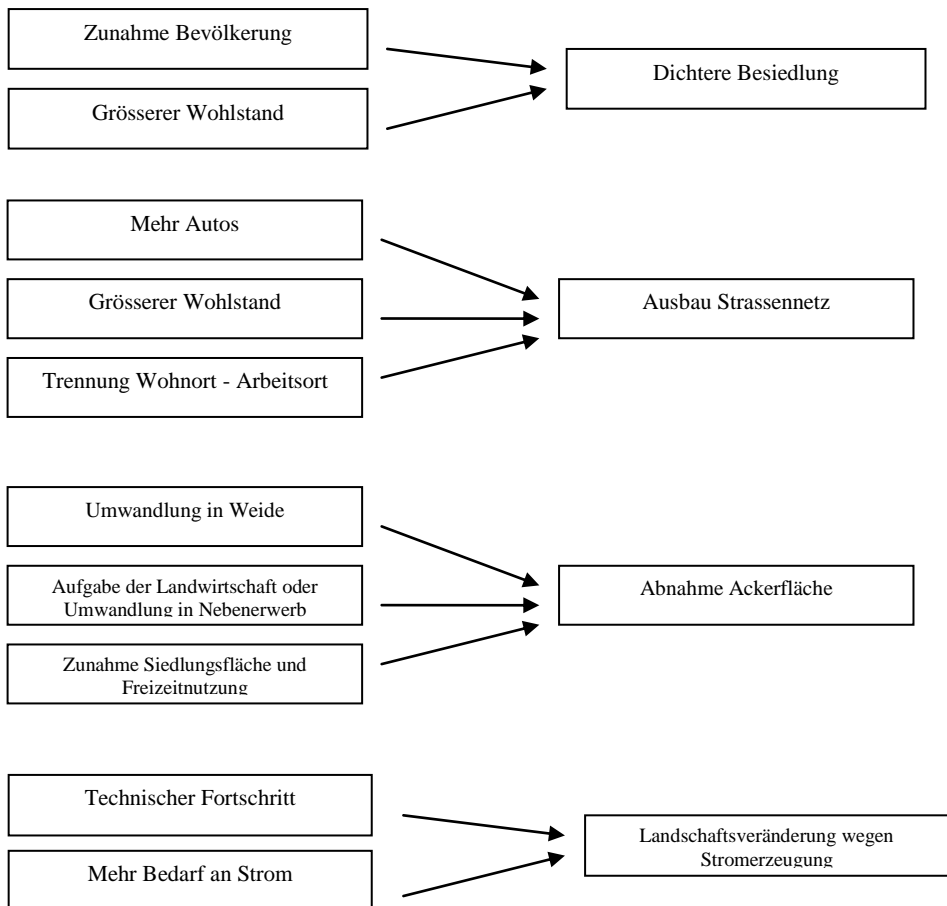 Zunahme Bevölkerung
Grösserer Wohlstand
Dichtere Besiedlung
Mehr Autos
Grösserer Wohlstand
Trennung Wohnort - Arbeitsort
Ausbau Strassennetz
Umwandlung in Weide
Aufgabe der Landwirtschaft oder
Umwandlung in Nebenerwerb
Zunahme Siedlungsfläche und
Freizeitnutzung
Abnahme Ackerfläche
Technischer Fortschritt
Mehr Bedarf an Strom
Landschaftsveränderung wegen
Stromerzeugung